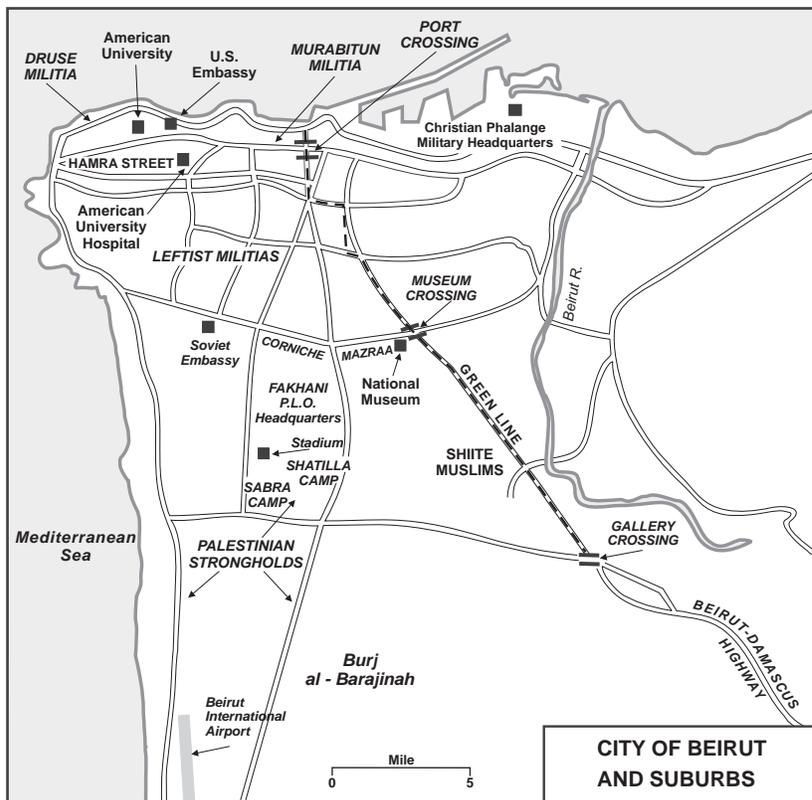 American
University
U.S.
Embassy
DRUSE
MILITIA
MURABITUN
MILITIA
PORT
CROSSING
Christian Phalange
Military Headquarters
HAMRA STREET
American
University
Hospital
LEFTIST MILITIAS
MUSEUM
CROSSING
Beirut R.
Soviet
Embassy
CORNICHE
MAZRAA
National
Museum
GREEN LINE
FAKHANI
P.L.O.
Headquarters
Stadium
SHATILLA
CAMP
SABRA
CAMP
SHIITE
MUSLIMS
Mediterranean
Sea
PALESTINIAN
STRONGHOLDS
GALLERY
CROSSING
BEIRUT-DAMASCUS
HIGHWAY
Burj
al - Barajinah
Beirut
International
Airport
Mile
0 5
CITY OF BEIRUT
AND SUBURBS